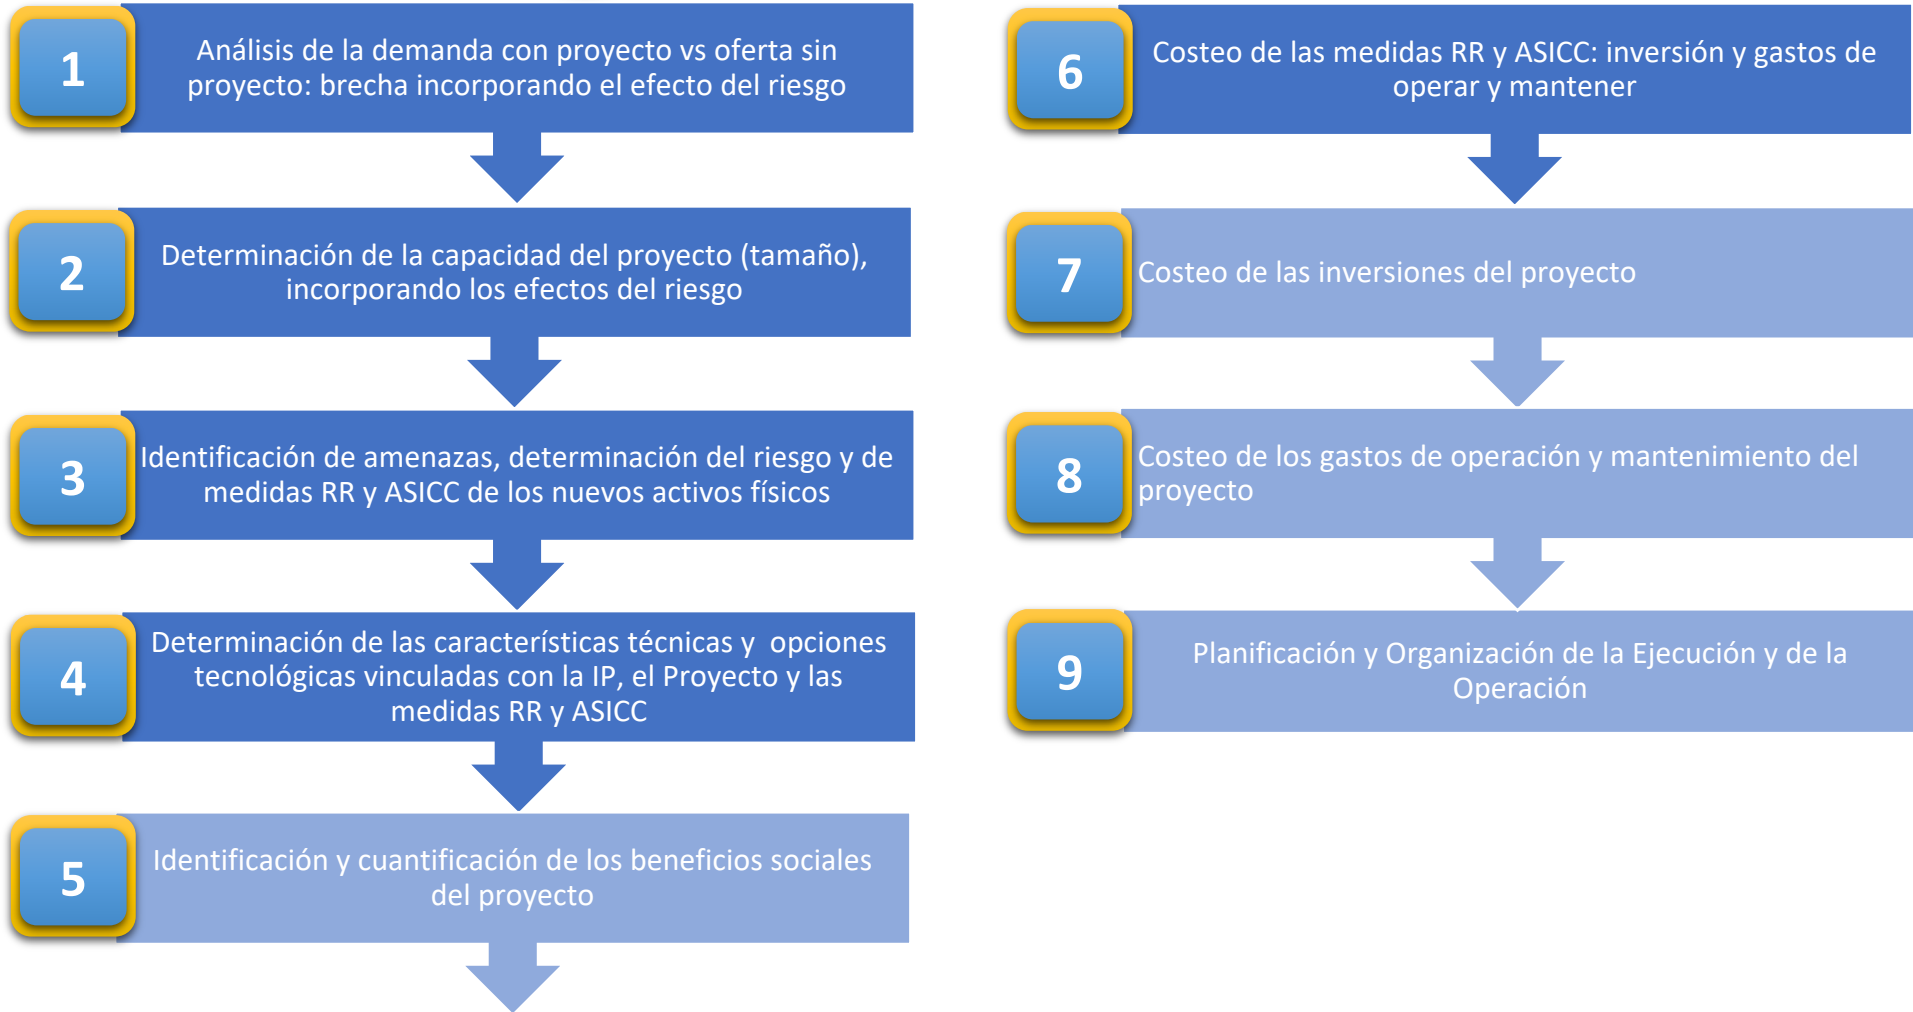 1
Análisis de la demanda con proyecto vs oferta sin
proyecto: brecha incorporando el efecto del riesgo
2
Determinación de la capacidad del proyecto (tamaño),
incorporando los efectos del riesgo
3
Identificación de amenazas, determinación del riesgo y de
medidas RR y ASICC de los nuevos activos físicos
4
Determinación de las características técnicas y  opciones
tecnológicas vinculadas con la IP, el Proyecto y las
medidas RR y ASICC
5
Identificación y cuantificación de los beneficios sociales
del proyecto
6
Costeo de las medidas RR y ASICC: inversión y gastos de
operar y mantener
7
Costeo de las inversiones del proyecto
8
Costeo de los gastos de operación y mantenimiento del
proyecto
9
Planificación y Organización de la Ejecución y de la
Operación